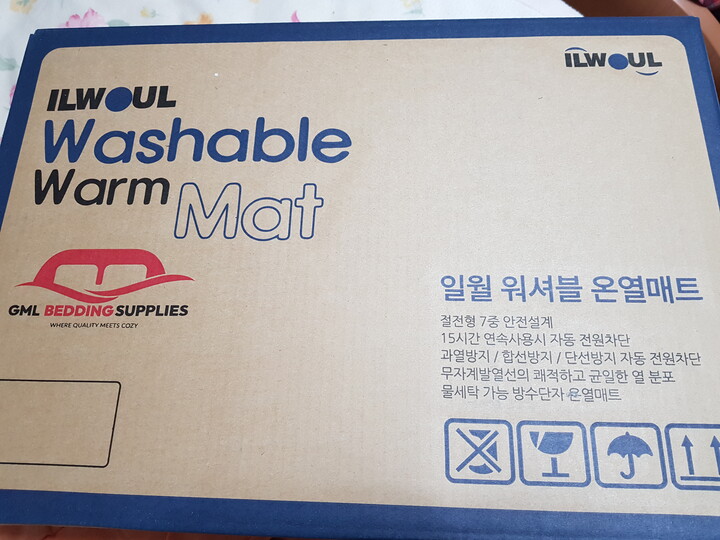 ILWOUL
ILWOUL
Washable
Warm
Mat
GML BEDDING SUPPLIES
WHERE QUALITY MEETS COZY
일월 워셔블 온열매트
절전형 7중 안전설계
15시간 연속사용시 자동 전원차단
과열방지 / 합선방지 / 단선방지 자동 전원차단
무자계발열선의 쾌적하고 균일한 열 분포
물세탁 가능 방수단자 온열매트